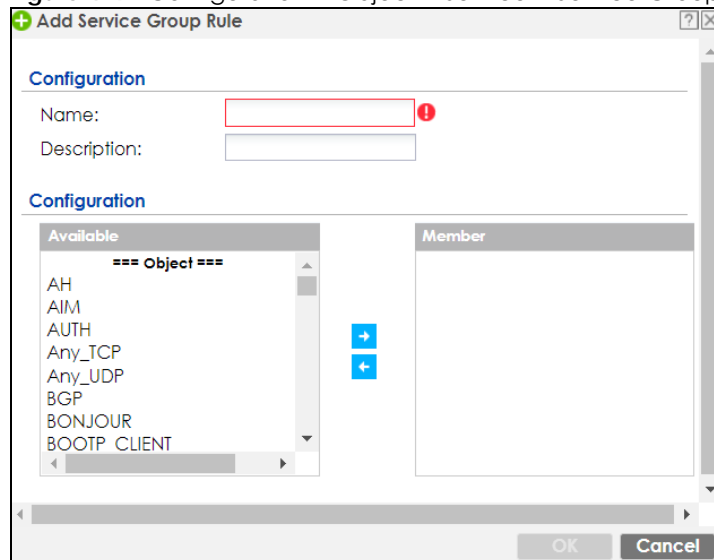 Add Service Group Rule
Configuration
Name:
Description:
Configuration
Available
Member
=== Object ===
AH
AIM
AUTH
Any_TCP
Any_UDP
BGP
BONJOUR
BOOTP_CLIENT
OK
Cancel